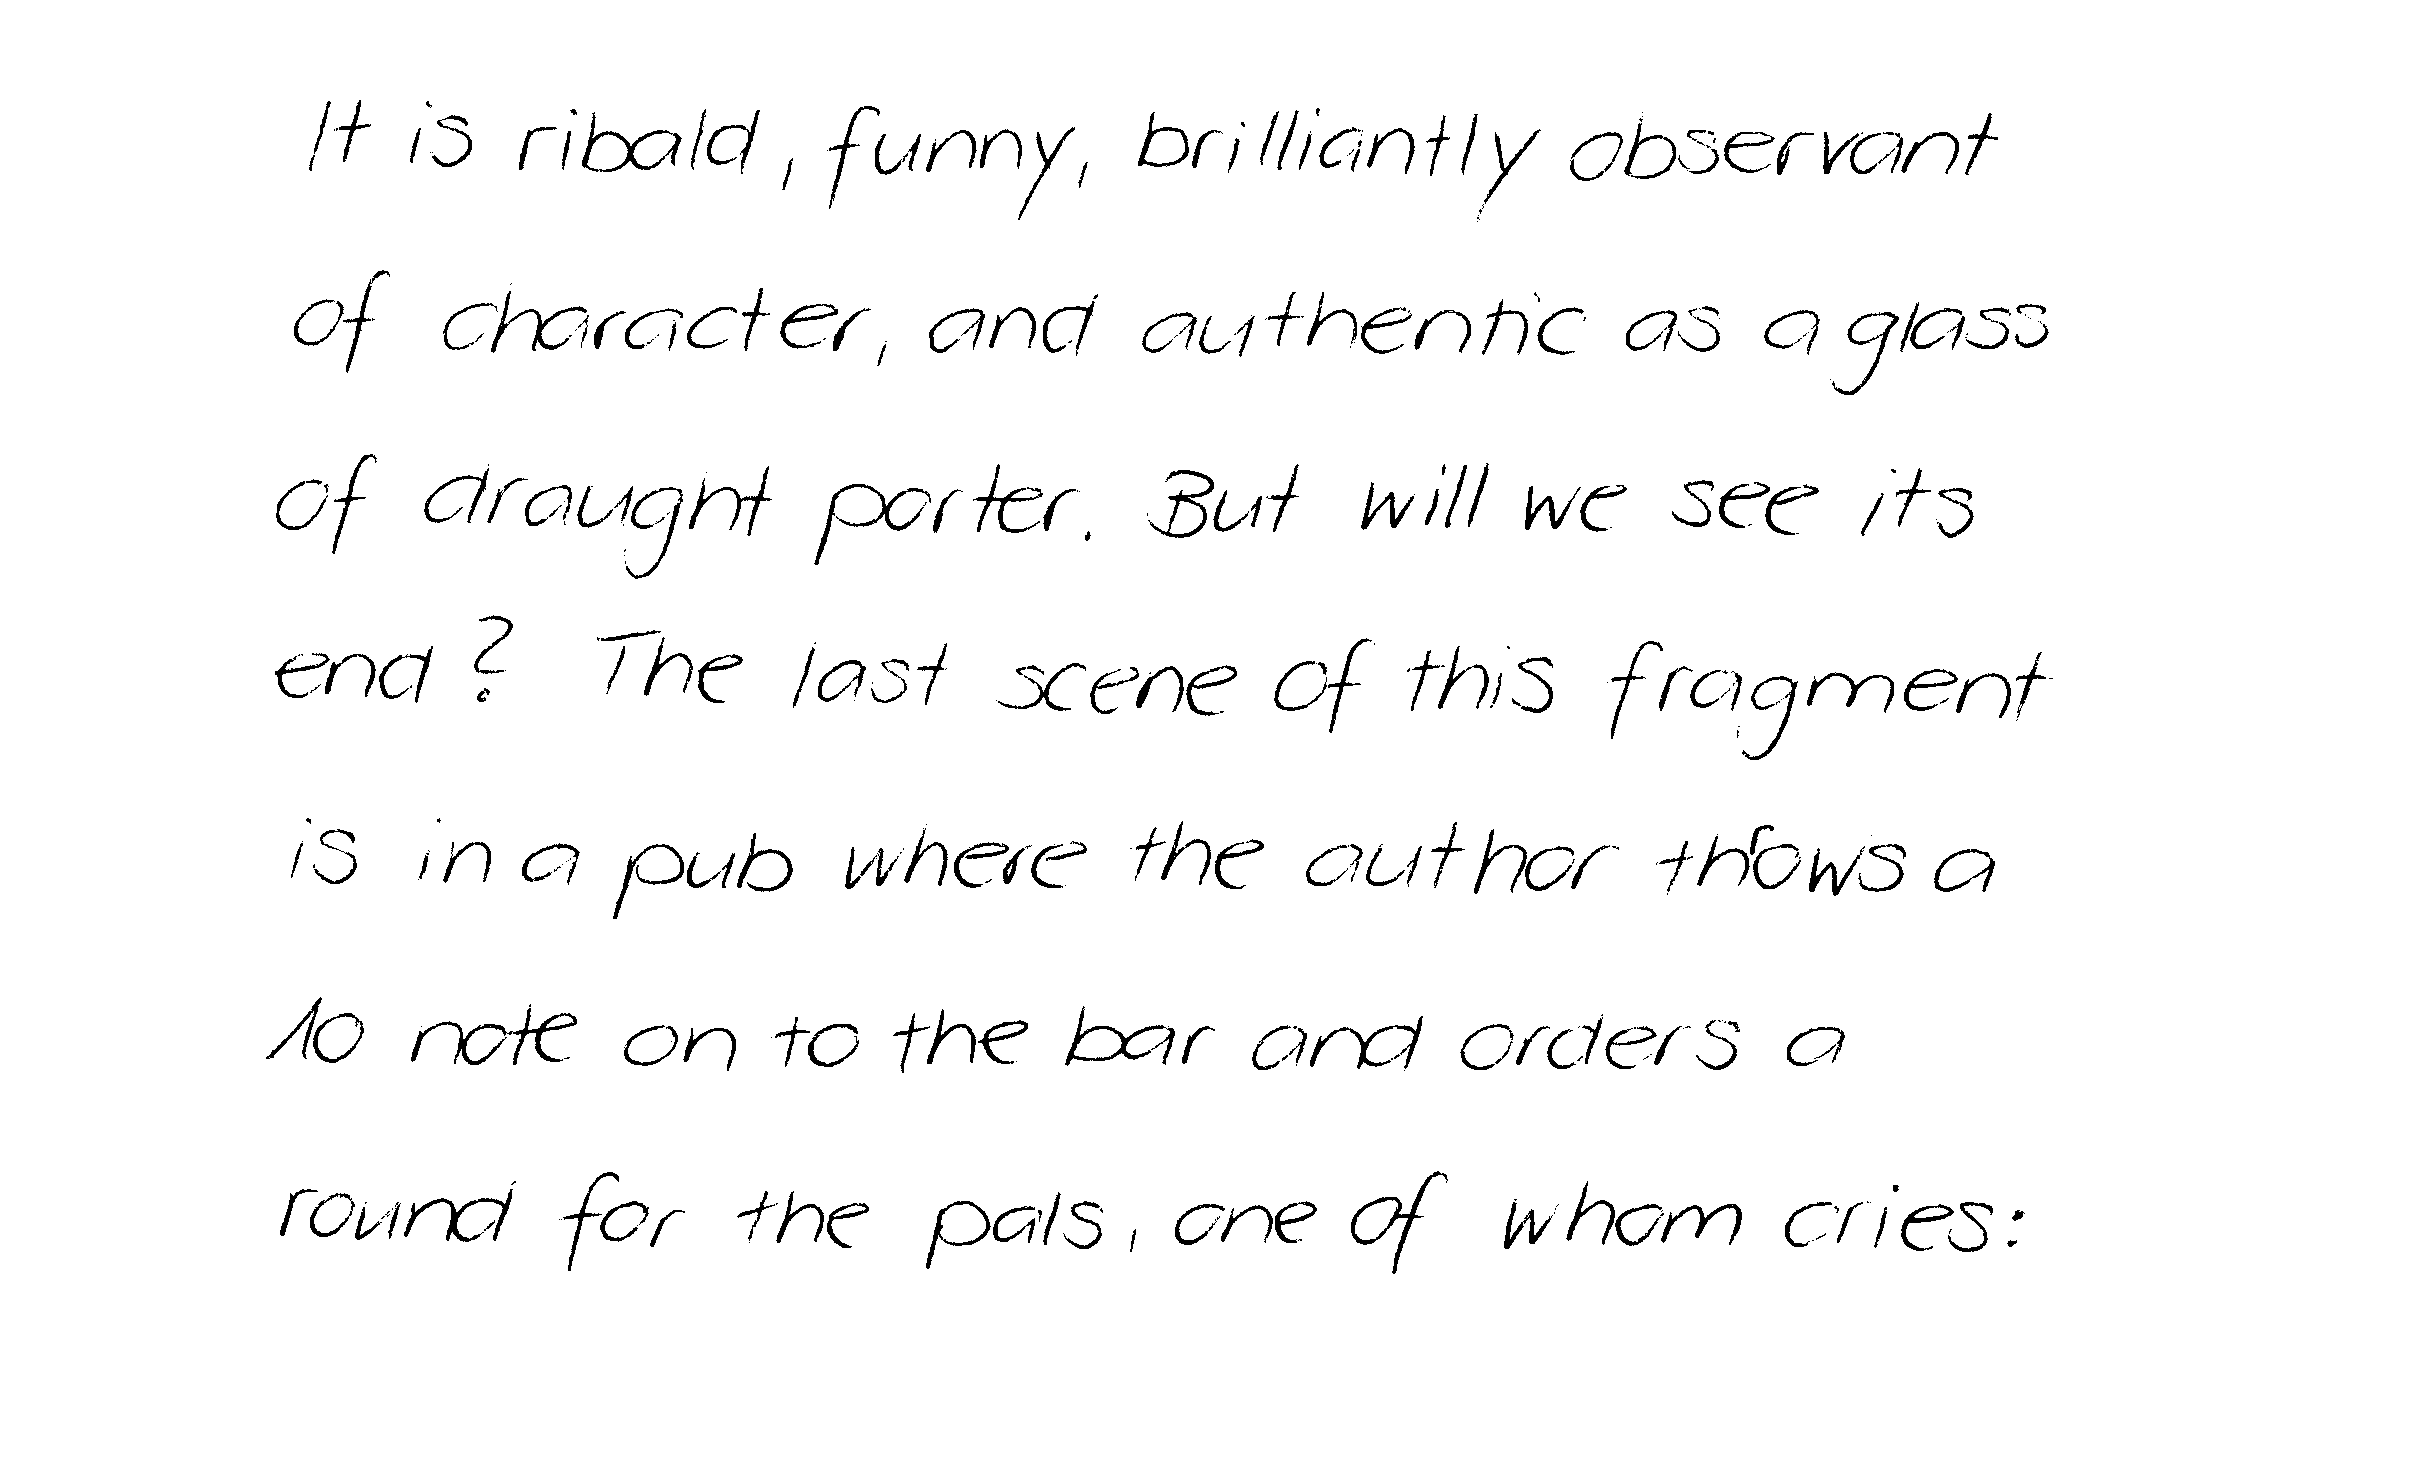 It is ribald, funny, brilliantly observant
of character, and authentic as a glass
of draught porter. But will we see its
end? The last scene of this fragment
is in a pub where the author throws a
10 note on to the bar and orders a
round for the pals, one of whom cries: